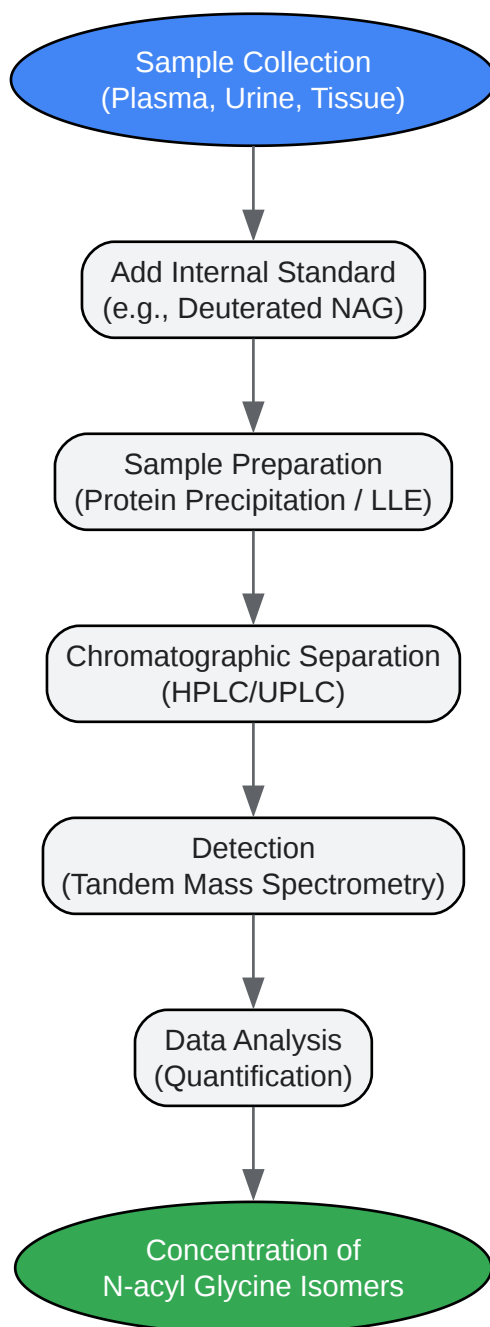 Sample Collection
(Plasma, Urine, Tissue)
Add Internal Standard
(e.g., Deuterated NAG)
Sample Preparation
(Protein Precipitation / LLE)
Chromatographic Separation
(HPLC/UPLC)
Detection
(Tandem Mass Spectrometry)
Data Analysis
(Quantification)
Concentration of
N-acyl Glycine Isomers